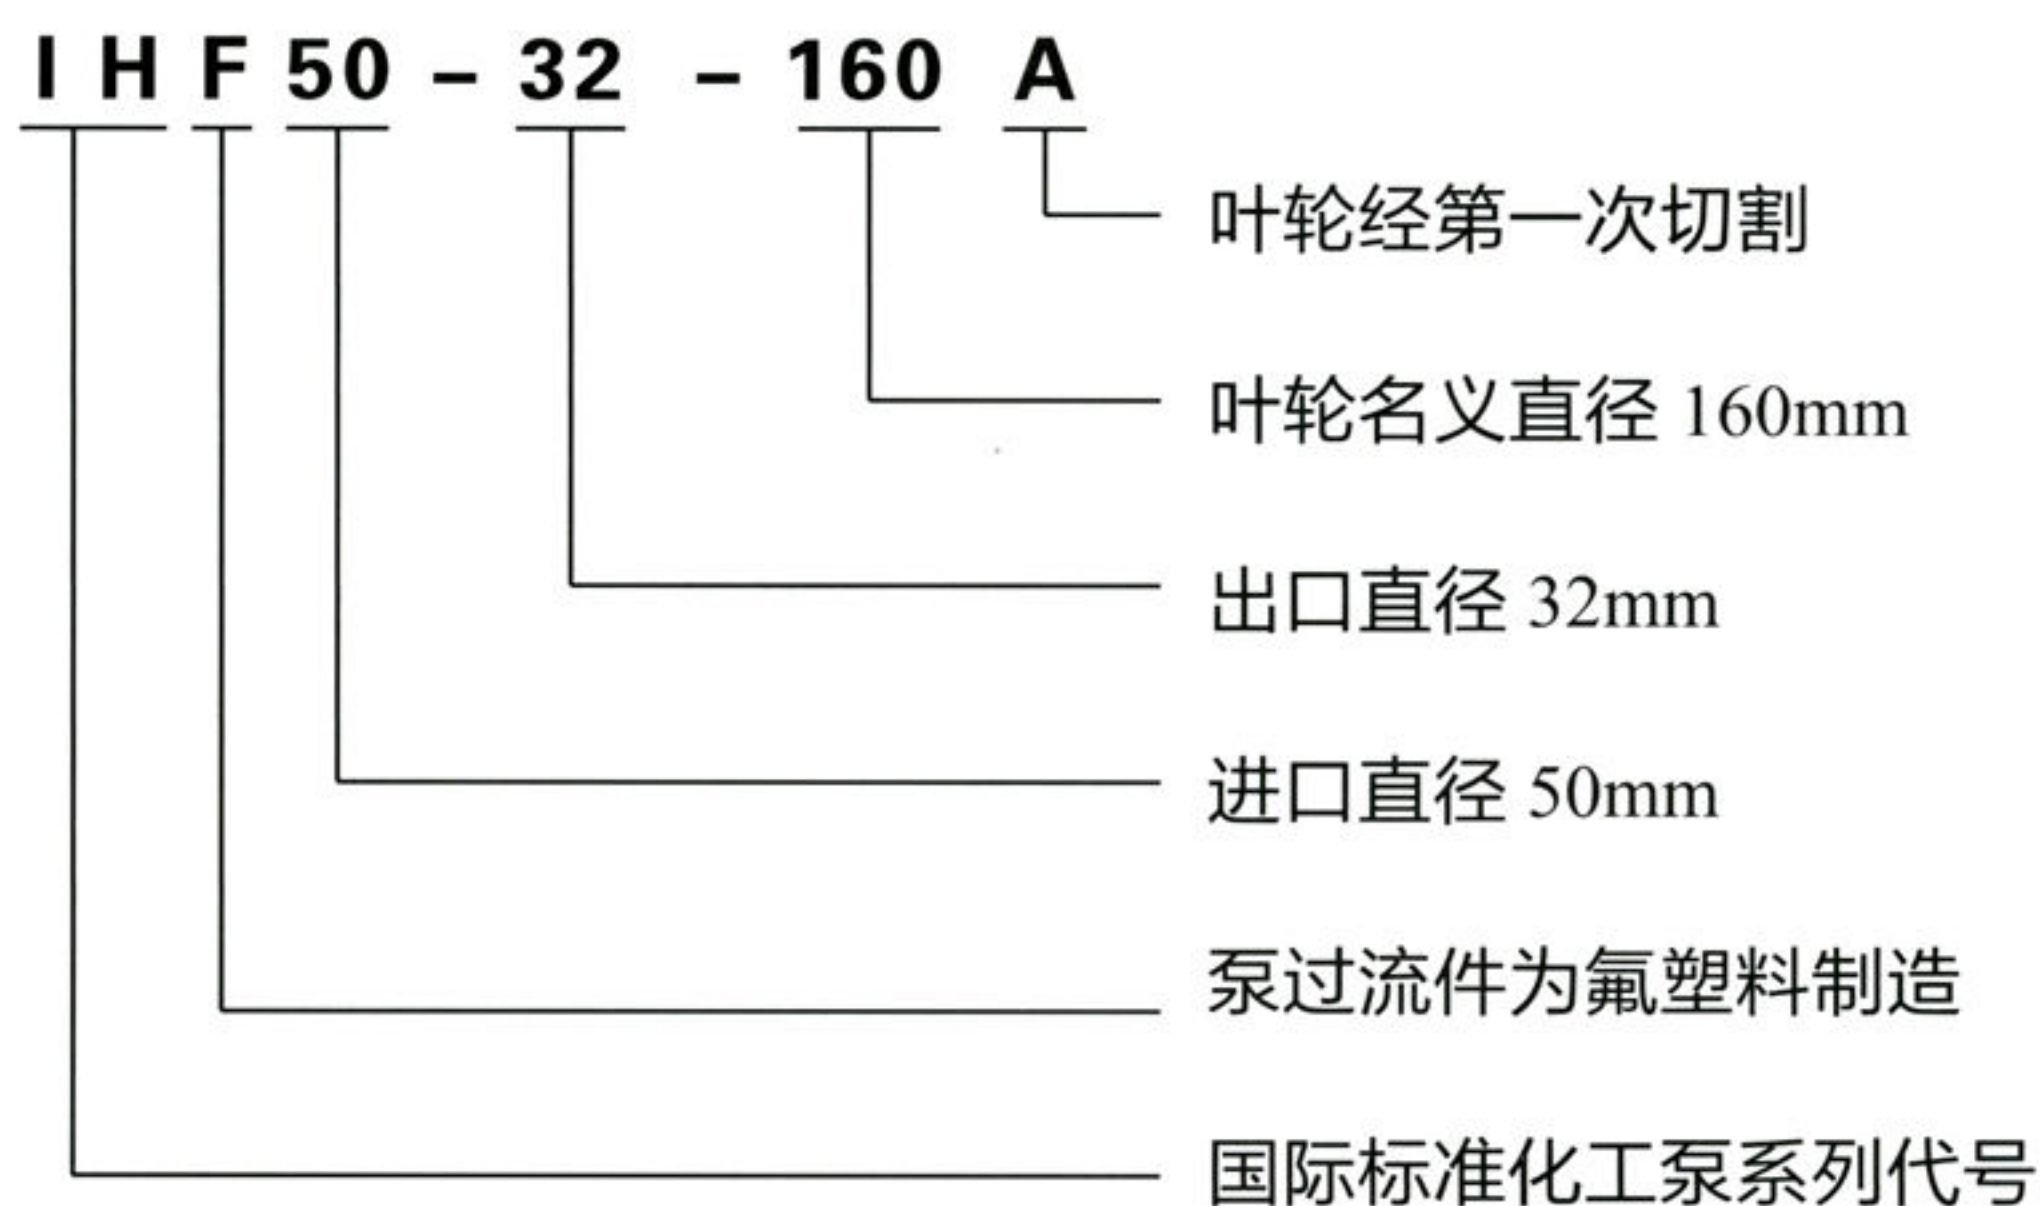 I H F 50 – 32 – 160 A
叶轮经第一次切割
叶轮名义直径 160mm
出口直径 32mm
进口直径 50mm
泵过流件为氟塑料制造
国际标准化工泵系列代号